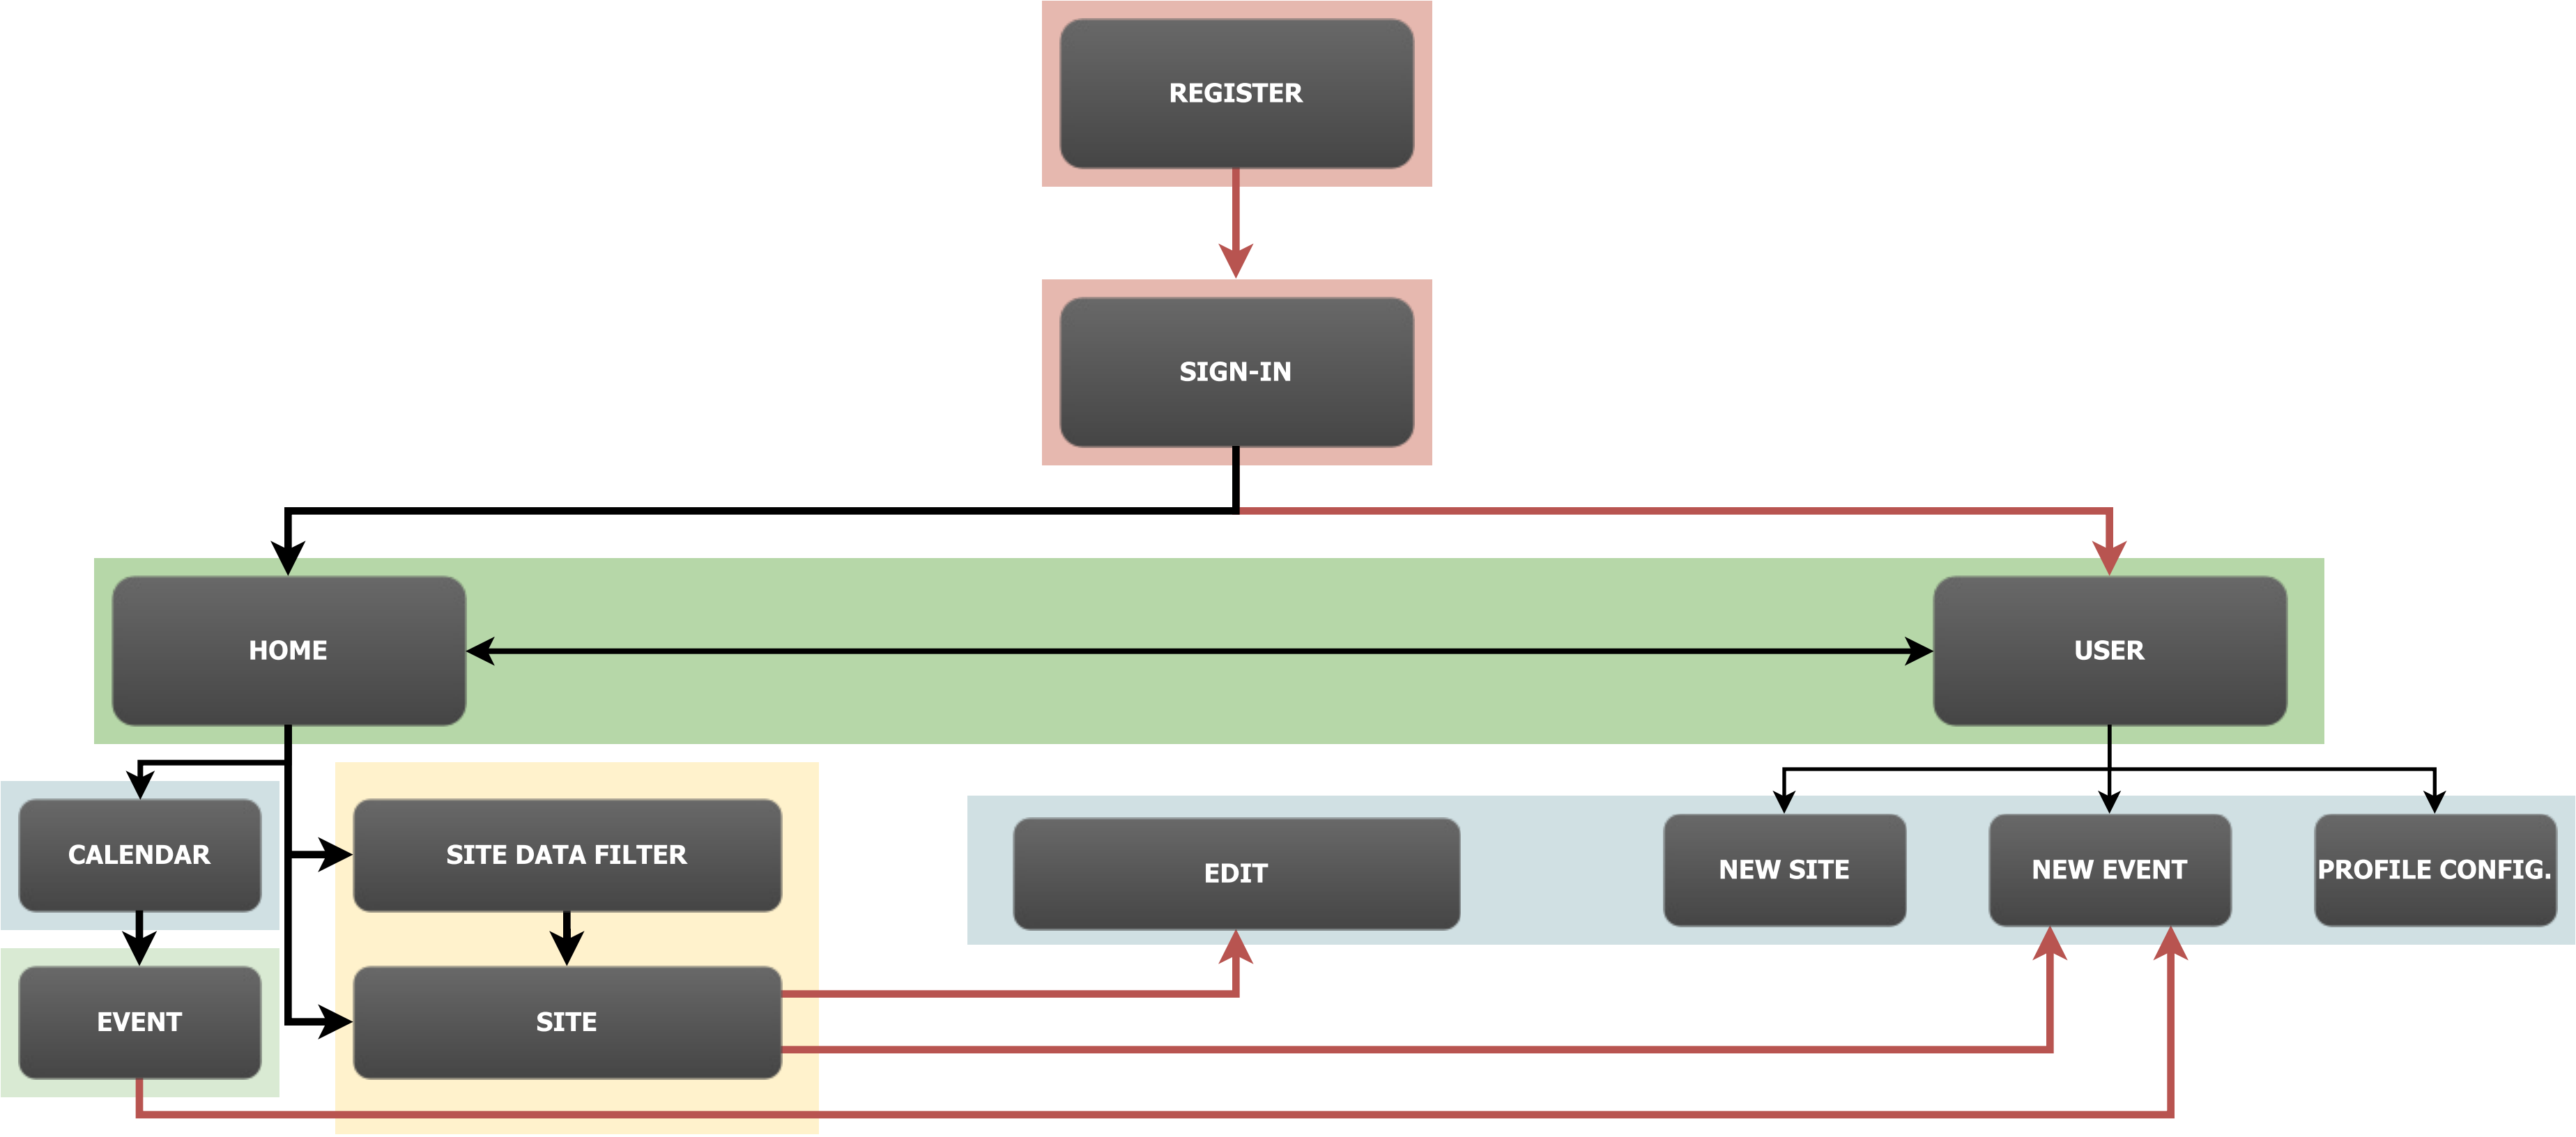 REGISTER
SIGN-IN
HOME
USER
CALENDAR
SITE DATA FILTER
EDIT
NEW SITE
NEW EVENT
PROFILE CONFIG.
EVENT
SITE